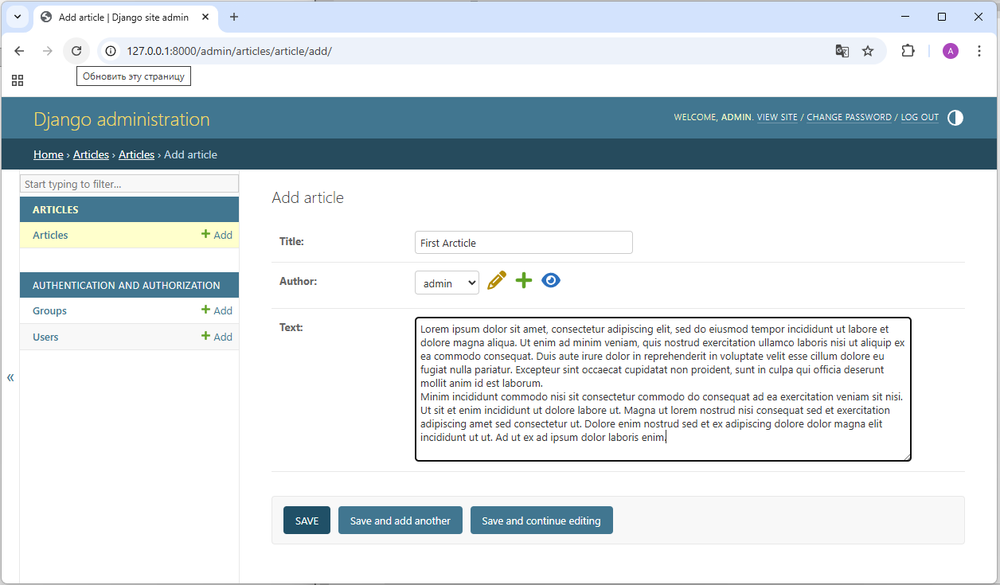 Add article | Django site admin
127.0.0.1:8000/admin/articles/article/add/
A
Обновить эту страницу
Django administration
WELCOME, ADMIN. VIEW SITE / CHANGE PASSWORD / LOG OUT
Home › Articles › Articles › Add article
Start typing to filter...
ARTICLES
Articles + Add
AUTHENTICATION AND AUTHORIZATION
Groups + Add
Users + Add
«
Add article
Title: First Arcticle
Author: admin
Text:
Lorem ipsum dolor sit amet, consectetur adipiscing elit, sed do eiusmod tempor incididunt ut labore et
dolore magna aliqua. Ut enim ad minim veniam, quis nostrud exercitation ullamco laboris nisi ut aliquip ex
ea commodo consequat. Duis aute irure dolor in reprehenderit in voluptate velit esse cillum dolore eu
fugiat nulla pariatur. Excepteur sint occaecat cupidatat non proident, sunt in culpa qui officia deserunt
mollit anim id est laborum.
Minim incididunt commodo nisi sit consectetur commodo do consequat ad ea exercitation veniam sit nisi.
Ut sit et enim incididunt ut dolore labore ut. Magna ut lorem nostrud nisi consequat sed et exercitation
adipiscing amet sed consectetur ut. Dolore enim nostrud sed et ex adipiscing dolore dolor magna elit
incididunt ut ut. Ad ut ex ad ipsum dolor laboris enim.
SAVE
Save and add another
Save and continue editing